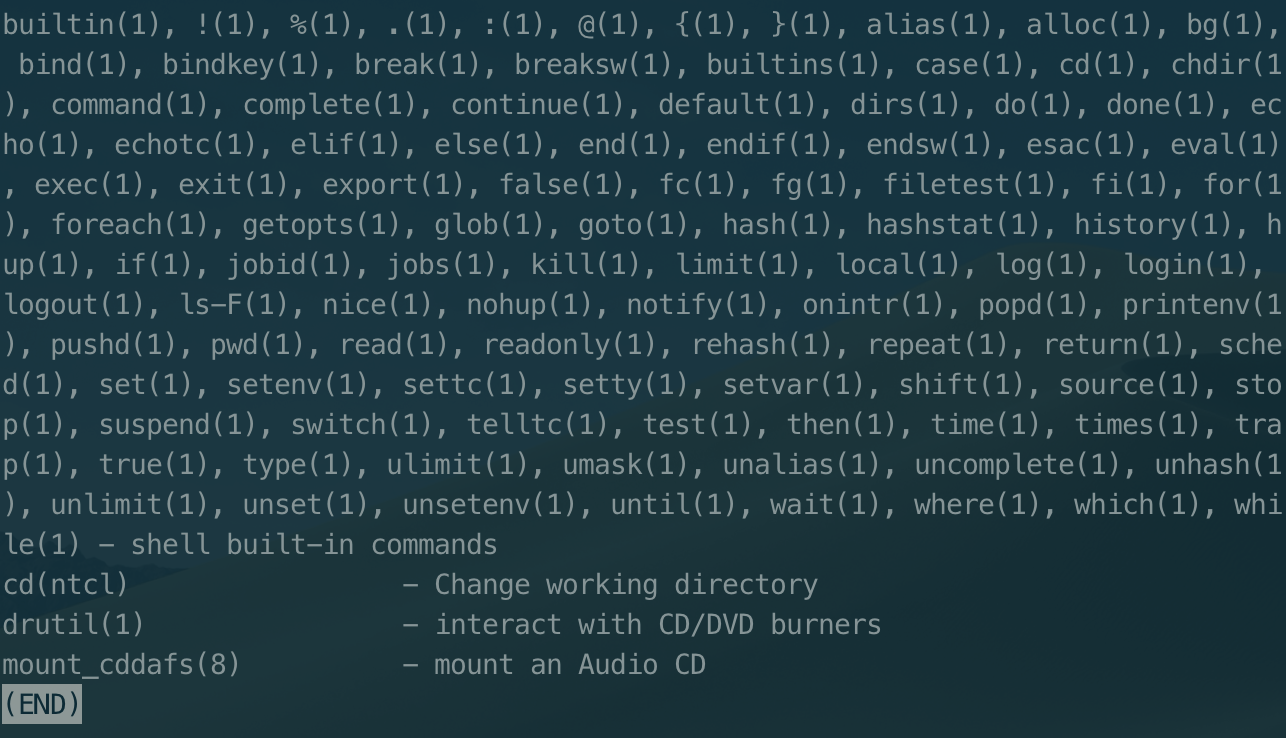 builtin(1), !(1), %(1), .(1), :(1), @(1), {(1), }(1), alias(1), alloc(1), bg(1),
 bind(1), bindkey(1), break(1), breaksw(1), builtins(1), case(1), cd(1), chdir(1
), command(1), complete(1), continue(1), default(1), dirs(1), do(1), done(1), ec
ho(1), echotc(1), elif(1), else(1), end(1), endif(1), endsw(1), esac(1), eval(1)
, exec(1), exit(1), export(1), false(1), fc(1), fg(1), filetest(1), fi(1), for(1
), foreach(1), getopts(1), glob(1), goto(1), hash(1), hashstat(1), history(1), h
up(1), if(1), jobid(1), jobs(1), kill(1), limit(1), local(1), log(1), login(1),
logout(1), ls-F(1), nice(1), nohup(1), notify(1), onintr(1), popd(1), printenv(1
), pushd(1), pwd(1), read(1), readonly(1), rehash(1), repeat(1), return(1), sche
d(1), set(1), setenv(1), settc(1), setty(1), setvar(1), shift(1), source(1), sto
p(1), suspend(1), switch(1), telltc(1), test(1), then(1), time(1), times(1), tra
p(1), true(1), type(1), ulimit(1), umask(1), unalias(1), uncomplete(1), unhash(1
), unlimit(1), unset(1), unsetenv(1), until(1), wait(1), where(1), which(1), whi
le(1) - shell built-in commands
cd(ntcl)                 - Change working directory
drutil(1)                - interact with CD/DVD burners
mount_cddafs(8)          - mount an Audio CD
(END)